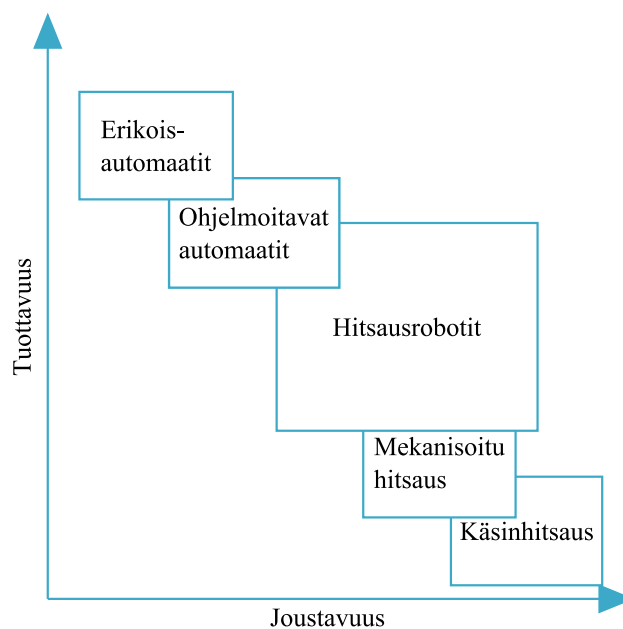 Erikois-
automaatit
Ohjelmoitavat
automaatit
Hitsausrobotit
Mekanisoitu
hitsaus
Käsinhitsaus
Tuottavuus
Joustavuus